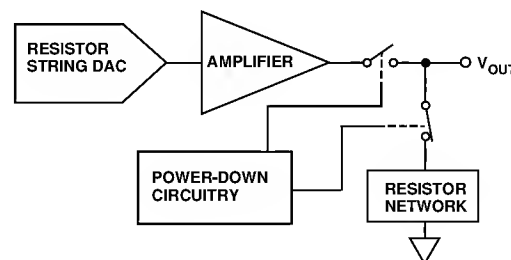 RESISTOR
STRING DAC
AMPLIFIER
VOUT
POWER-DOWN
CIRCUITRY
RESISTOR
NETWORK